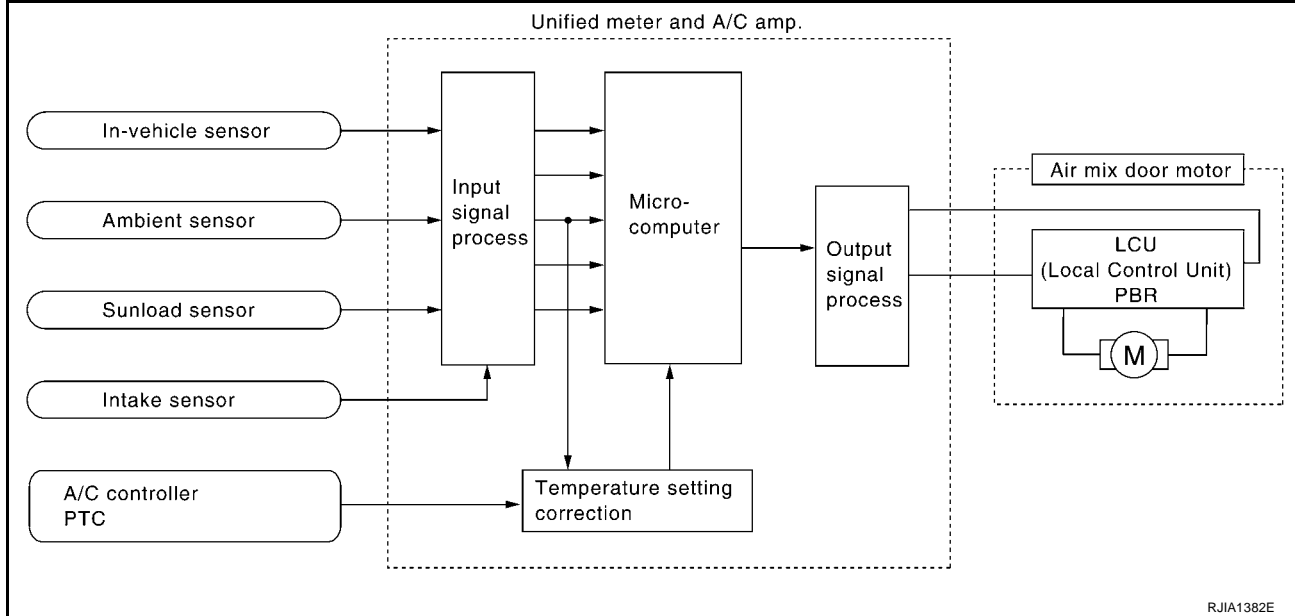 Unified meter and A/C amp.
In-vehicle sensor
Ambient sensor
Sunload sensor
Intake sensor
A/C controller
PTC
Input
signal
process
Micro-
computer
Temperature setting
correction
Output
signal
process
Air mix door motor
LCU
(Local Control Unit)
PBR
M
RJIA1382E